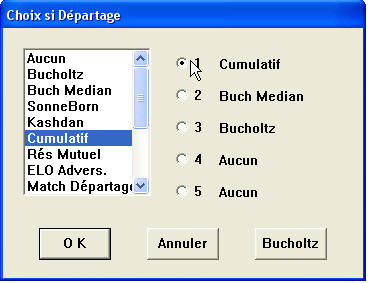 Choix si Départage
Aucun
Bucholtz
Buch Median
SonneBorn
Kashdan
Cumulatif
Rés Mutuel
ELO Advers.
Match Départage
1 Cumulatif
2 Buch Median
3 Bucholtz
4 Aucun
5 Aucun
O K
Annuler
Bucholtz